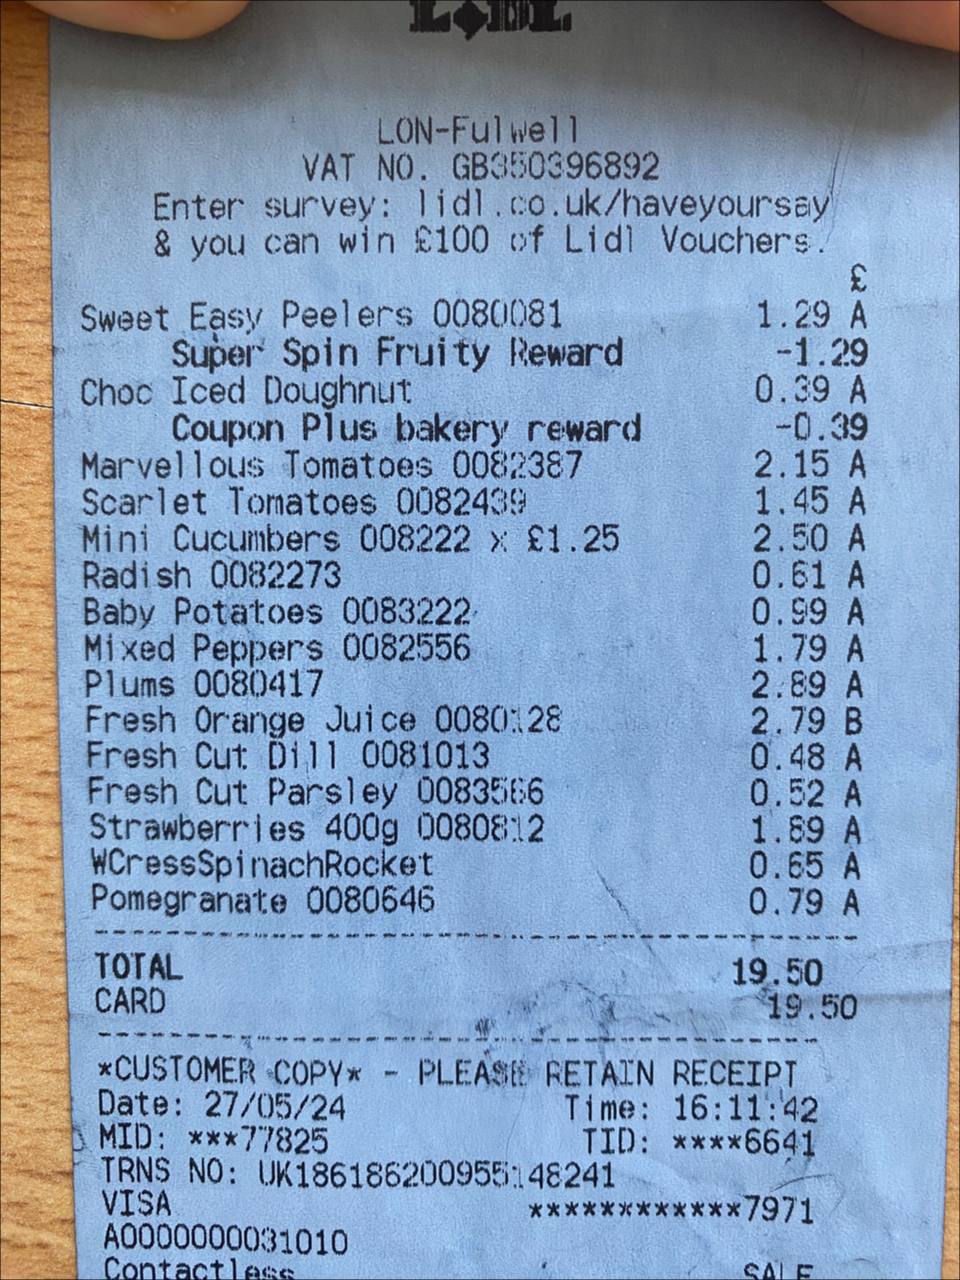 LIDL
LON-Fulwell
VAT NO. GB350396892
Enter survey: lidl.co.uk/haveyoursay
& you can win £100 of Lidl Vouchers.
£
Sweet Easy Peelers 0080081 1.29 A
Super Spin Fruity Reward -1.29
Choc Iced Doughnut 0.39 A
Coupon Plus bakery reward -0.39
Marvellous Tomatoes 0082387 2.15 A
Scarlet Tomatoes 0082439 1.45 A
Mini Cucumbers 008222 x £1.25 2.50 A
Radish 0082273 0.61 A
Baby Potatoes 0083222 0.99 A
Mixed Peppers 0082556 1.79 A
Plums 0080417 2.89 A
Fresh Orange Juice 0080128 2.79 B
Fresh Cut Dill 0081013 0.48 A
Fresh Cut Parsley 0083566 0.52 A
Strawberries 400g 0080812 1.89 A
WCressSpinachRocket 0.65 A
Pomegranate 0080646 0.79 A
TOTAL 19.50
CARD 19.50
*CUSTOMER COPY* - PLEASE RETAIN RECEIPT
Date: 27/05/24 Time: 16:11:42
MID: ***77825 TID: ****6641
TRNS NO: UK186186200955148241
VISA ************7971
A0000000031010
Contactless SALE